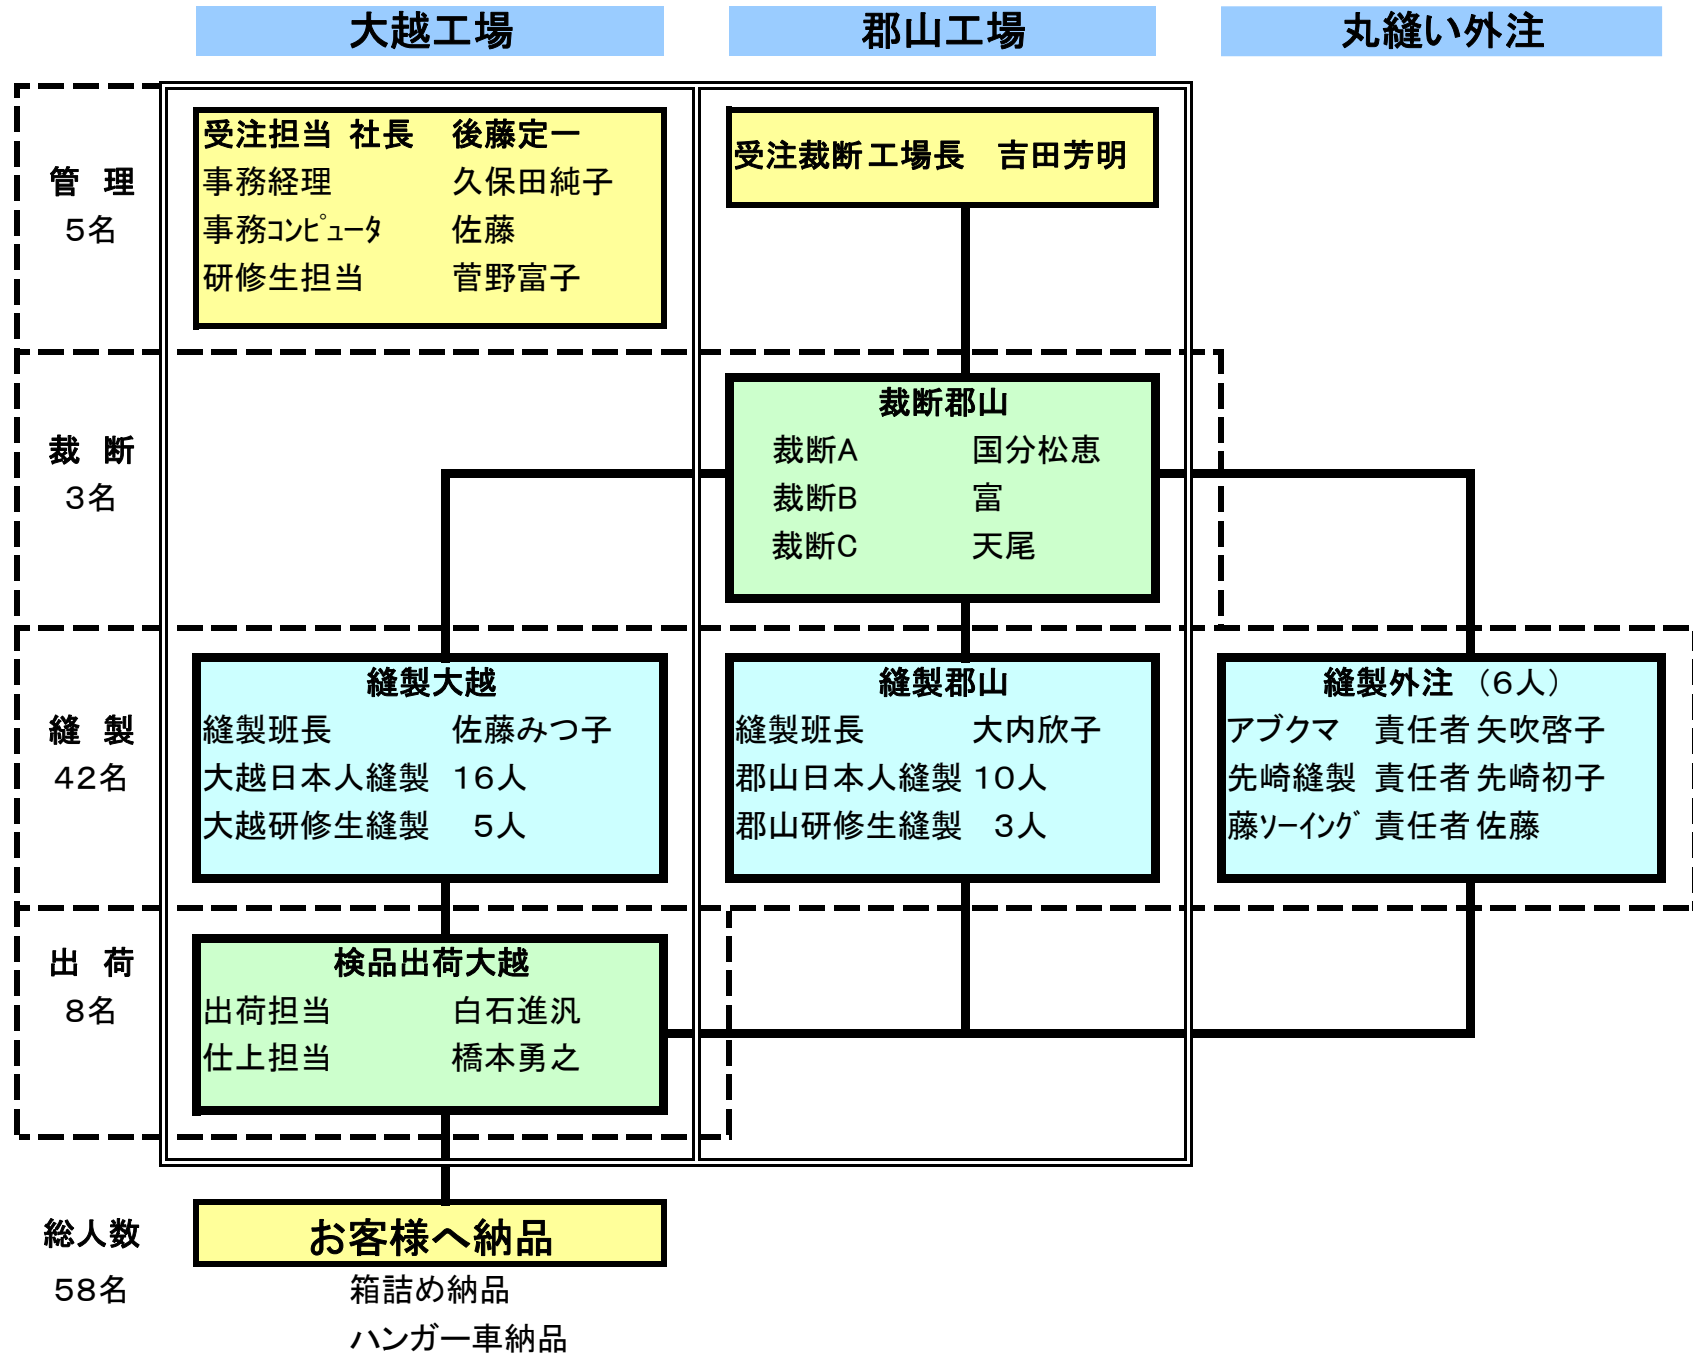 大越工場
郡山工場
丸縫い外注
管 理
5名
受注担当 社長 後藤定一
事務経理 久保田純子
事務ｺﾝﾋﾟｭｰﾀ 佐藤
研修生担当 菅野富子
受注裁断工場長 吉田芳明
裁 断
3名
裁断郡山
裁断A 国分松恵
裁断B 富
裁断C 天尾
縫 製
42名
縫製大越
縫製班長 佐藤みつ子
大越日本人縫製 16人
大越研修生縫製 5人
縫製郡山
縫製班長 大内欣子
郡山日本人縫製 10人
郡山研修生縫製 3人
縫製外注 (6人)
アブクマ 責任者 矢吹啓子
先崎縫製 責任者 先崎初子
藤ｿｰｲﾝｸﾞ 責任者 佐藤
出 荷
8名
検品出荷大越
出荷担当 白石進汎
仕上担当 橋本勇之
総人数
58名
お客様へ納品
箱詰め納品
ハンガー車納品